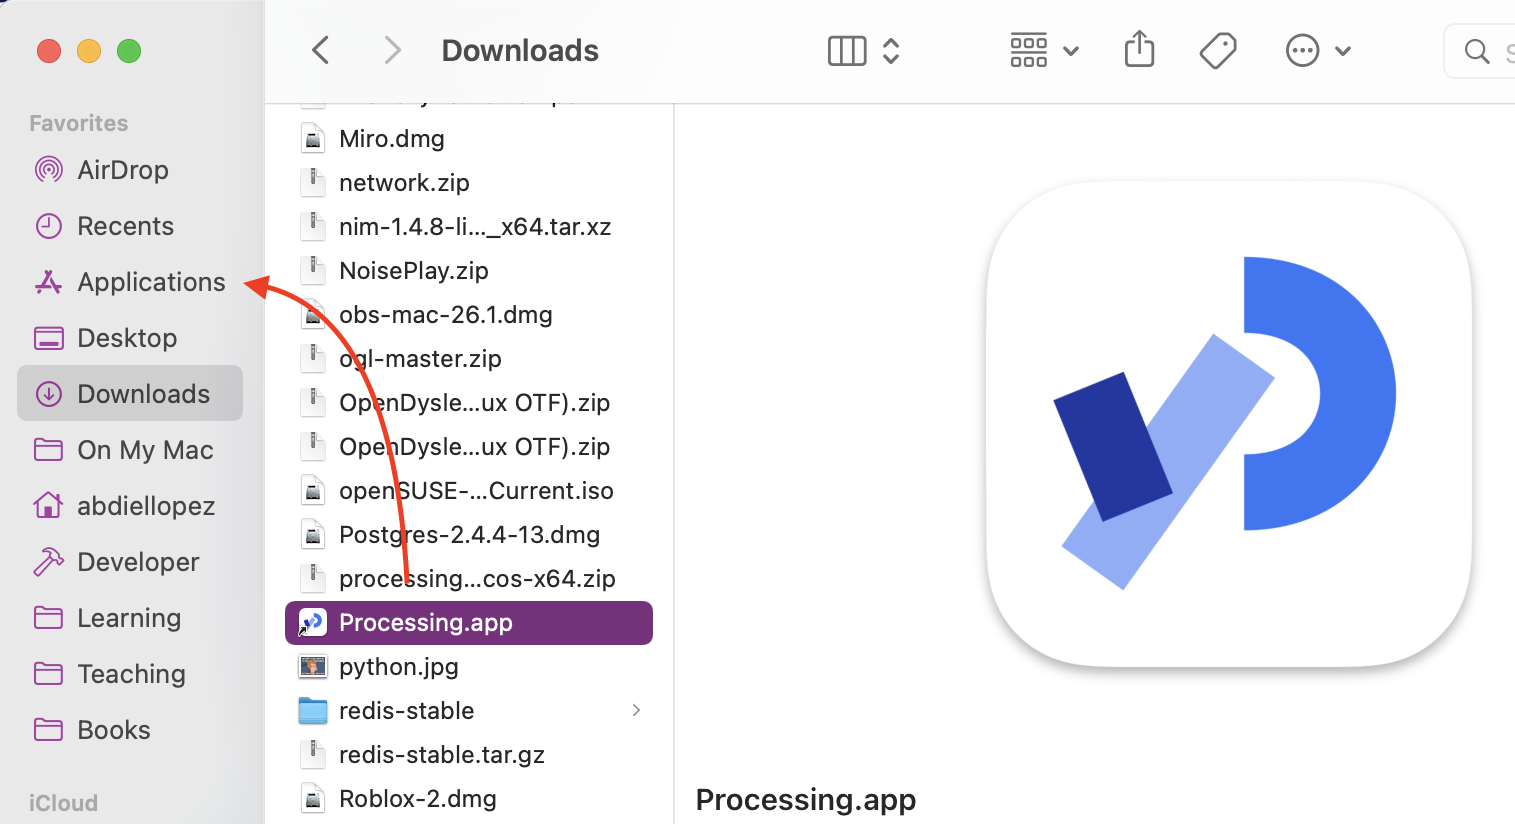 Downloads
Favorites
AirDrop
Recents
Applications
Desktop
Downloads
On My Mac
abdiellopez
Developer
Learning
Teaching
Books
iCloud
Miro.dmg
network.zip
nim-1.4.8-li..._x64.tar.xz
NoisePlay.zip
obs-mac-26.1.dmg
ogl-master.zip
OpenDysle...ux OTF).zip
OpenDysle...ux OTF).zip
openSUSE-...Current.iso
Postgres-2.4.4-13.dmg
processing...cos-x64.zip
Processing.app
python.jpg
redis-stable
redis-stable.tar.gz
Roblox-2.dmg
Processing.app